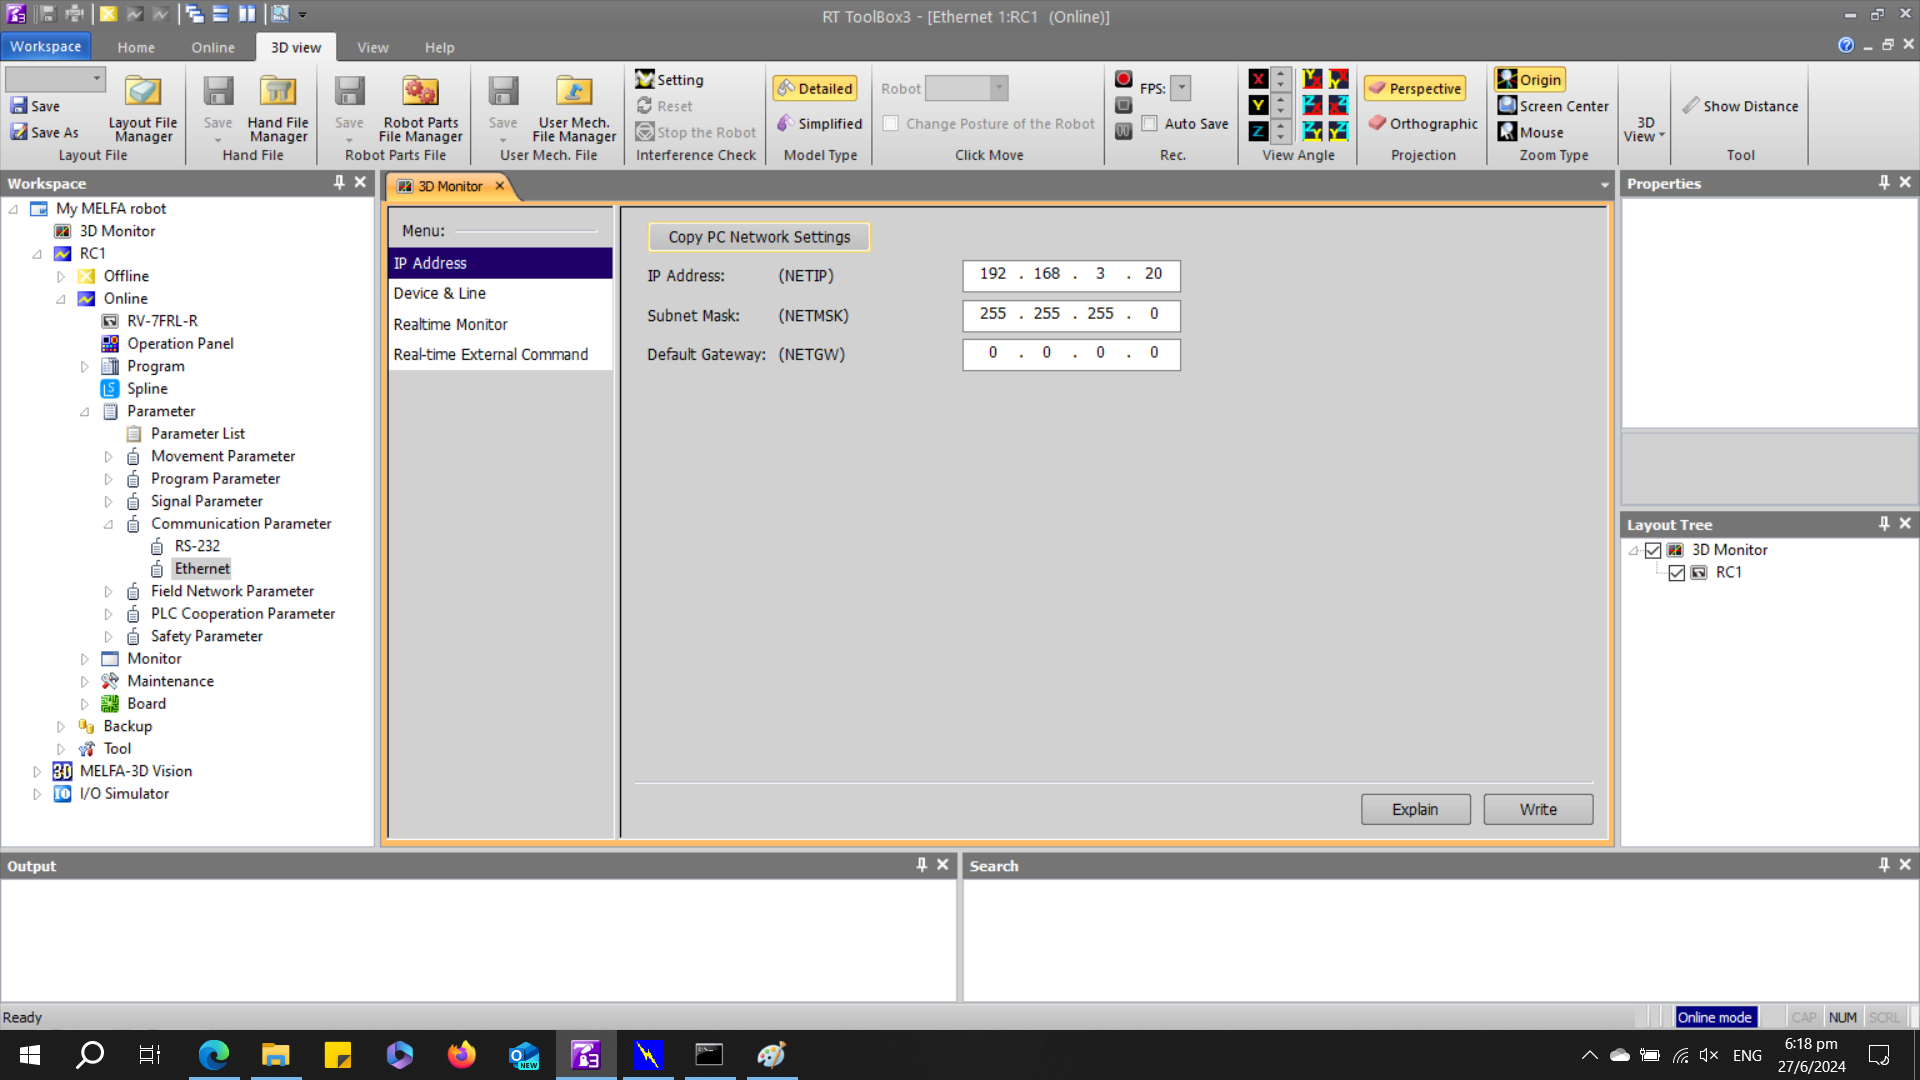 RT ToolBox3 - [Ethernet 1:RC1 (Online)]
Workspace Home Online 3D view View Help
Save
Save As
Layout File Manager
Layout File
Save
Hand File Manager
Hand File
Save
Robot Parts File Manager
Robot Parts File
Save
User Mech. File Manager
User Mech. File
Setting
Reset
Stop the Robot
Interference Check
Detailed
Simplified
Model Type
Robot
Change Posture of the Robot
Click Move
FPS:
Auto Save
Rec.
X
Y
Z
View Angle
Perspective
Orthographic
Projection
Origin
Screen Center
Mouse
Zoom Type
3D View
Show Distance
Tool
Workspace
My MELFA robot
3D Monitor
RC1
Offline
Online
RV-7FRL-R
Operation Panel
Program
Spline
Parameter
Parameter List
Movement Parameter
Program Parameter
Signal Parameter
Communication Parameter
RS-232
Ethernet
Field Network Parameter
PLC Cooperation Parameter
Safety Parameter
Monitor
Maintenance
Board
Backup
Tool
MELFA-3D Vision
I/O Simulator
3D Monitor
Menu:
IP Address
Device & Line
Realtime Monitor
Real-time External Command
Copy PC Network Settings
IP Address: (NETIP) 192 . 168 . 3 . 20
Subnet Mask: (NETMSK) 255 . 255 . 255 . 0
Default Gateway: (NETGW) 0 . 0 . 0 . 0
Explain Write
Properties
Layout Tree
3D Monitor
RC1
Output
Search
Ready
Online mode CAP NUM SCRL
ENG
6:18 pm
27/6/2024